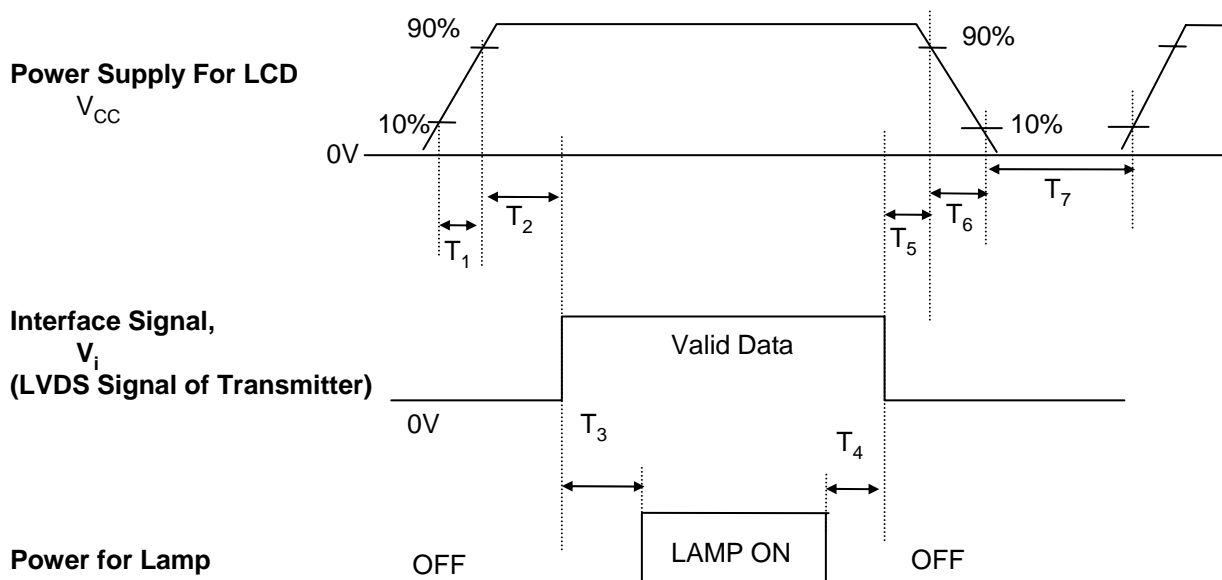 90%
90%
Power Supply For LCD
VCC
10%
10%
0V
T7
T2
T6
T5
T1
Interface Signal,
Vi
(LVDS Signal of Transmitter)
Valid Data
0V
T3
T4
Power for Lamp
OFF
LAMP ON
OFF